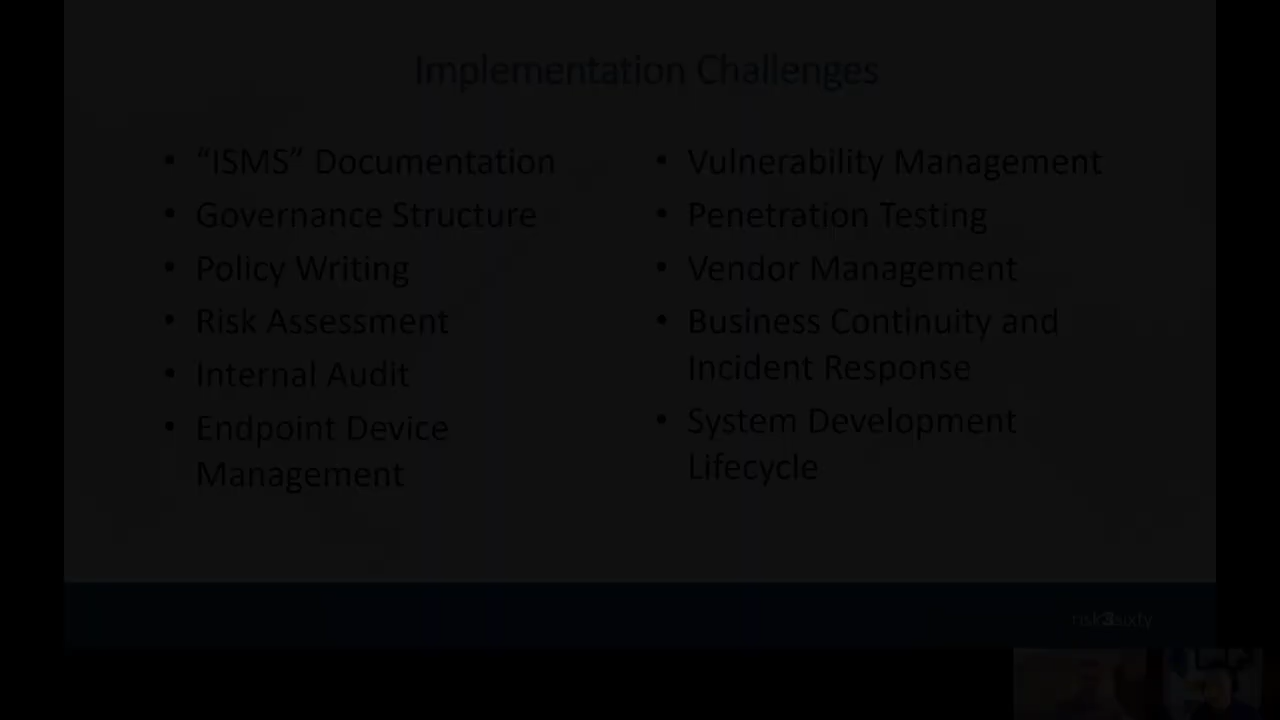 Implementation Challenges
• “ISMS” Documentation
• Governance Structure
• Policy Writing
• Risk Assessment
• Internal Audit
• Endpoint Device
Management
• Vulnerability Management
• Penetration Testing
• Vendor Management
• Business Continuity and
Incident Response
• System Development
Lifecycle
risk3sixty